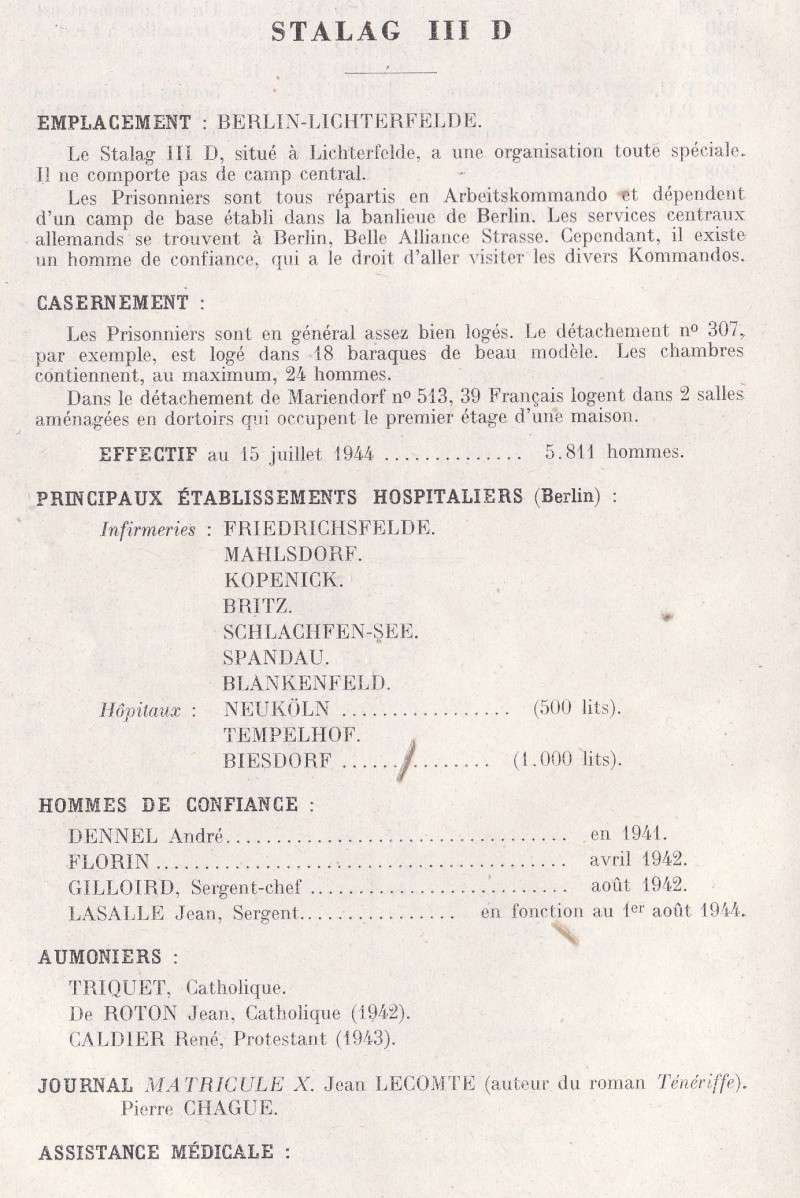 STALAG III D
EMPLACEMENT : BERLIN-LICHTERFELDE.
Le Stalag III D, situé à Lichterfelde, a une organisation toute spéciale.
Il ne comporte pas de camp central.
Les Prisonniers sont tous répartis en Arbeitskommando et dépendent
d'un camp de base établi dans la banlieue de Berlin. Les services centraux
allemands se trouvent à Berlin, Belle Alliance Strasse. Cependant, il existe
un homme de confiance, qui a le droit d'aller visiter les divers Kommandos.
CASERNEMENT :
Les Prisonniers sont en général assez bien logés. Le détachement nº 307,
par exemple, est logé dans 18 baraques de beau modèle. Les chambres
contiennent, au maximum, 24 hommes.
Dans le détachement de Mariendorf nº 513, 39 Français logent dans 2 salles
aménagées en dortoirs qui occupent le premier étage d'une maison.
EFFECTIF au 15 juillet 1944 .............. 5.811 hommes.
PRINCIPAUX ÉTABLISSEMENTS HOSPITALIERS (Berlin) :
Infirmeries : FRIEDRICHSFELDE.
MAHLSDORF.
KOPENICK.
BRITZ.
SCHLACHFEN-SEE.
SPANDAU.
BLANKENFELD.
Hôpitaux : NEUKÖLN ................. (500 lits).
TEMPELHOF.
BIESDORF ............... (1.000 lits).
HOMMES DE CONFIANCE :
DENNEL André................................... en 1941.
FLORIN .......................................... avril 1942.
GILLOIRD, Sergent-chef .......................... août 1942.
LASALLE Jean, Sergent................ en fonction au 1er août 1944.
AUMONIERS :
TRIQUET, Catholique.
De ROTON Jean, Catholique (1942).
CALDIER René, Protestant (1943).
JOURNAL MATRICULE X. Jean LECOMTE (auteur du roman Ténériffe).
Pierre CHAGUE.
ASSISTANCE MÉDICALE :